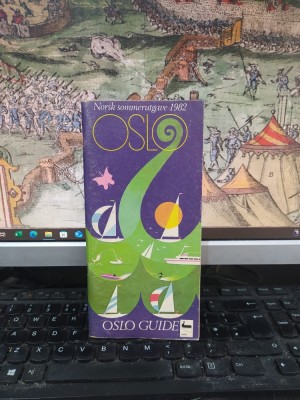 Norsk sommerutgave 1982
OSLO
OSLO GUIDE